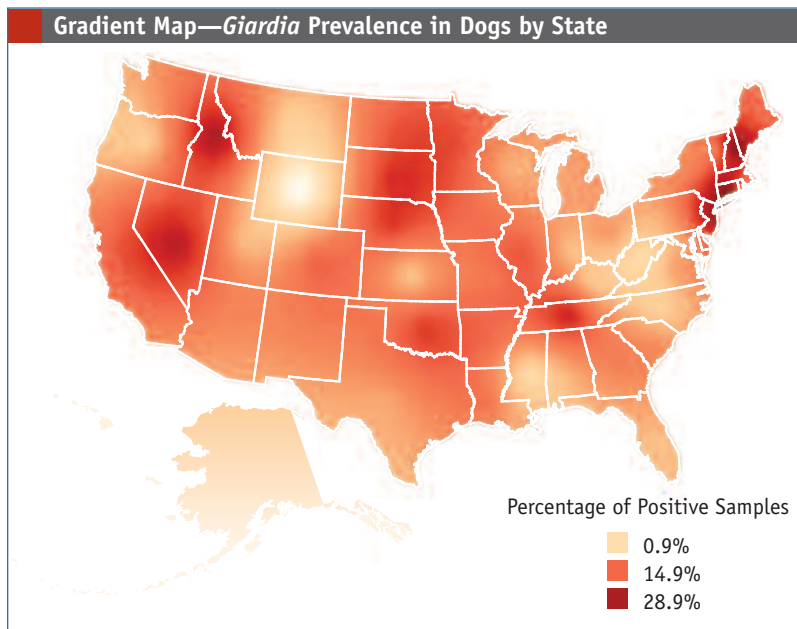 Gradient Map—Giardia Prevalence in Dogs by State
Percentage of Positive Samples
0.9%
14.9%
28.9%